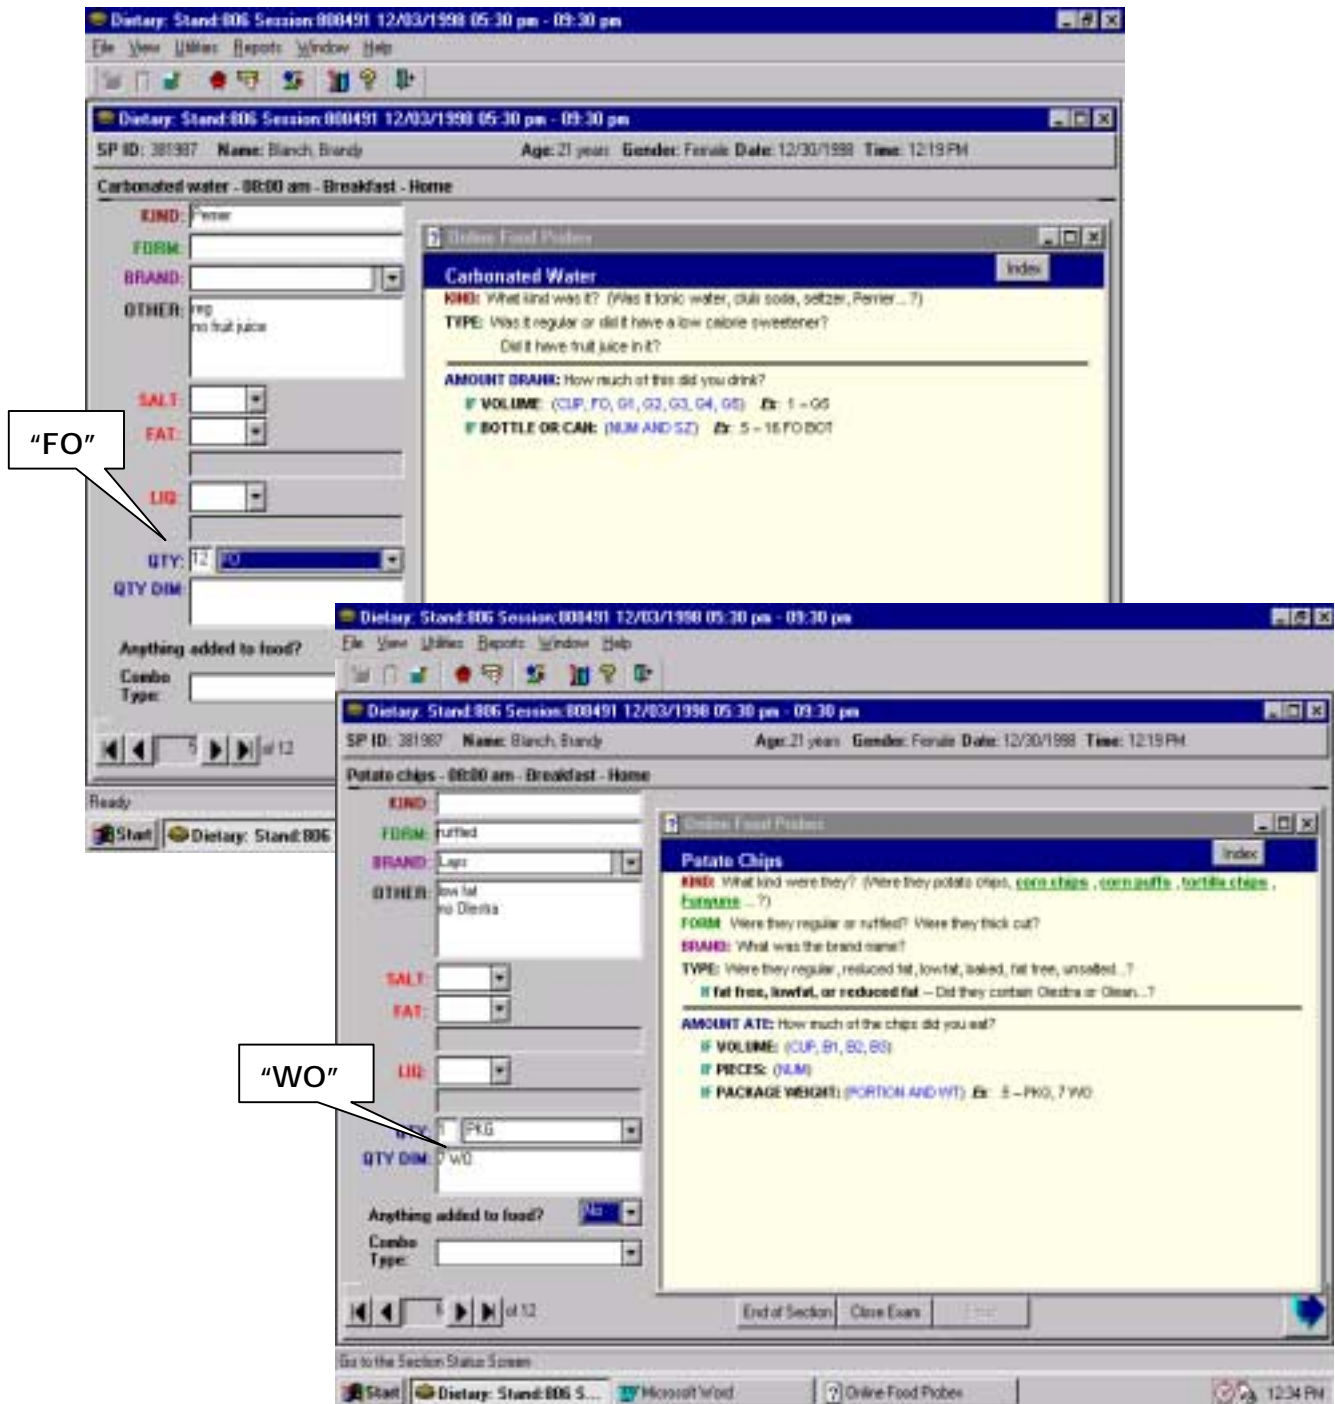 Dietary: Stand:806 Session:808491 12/03/1998 05:30 pm - 09:30 pm
File View Utilities Reports Window Help
Dietary: Stand:806 Session:808491 12/03/1998 05:30 pm - 09:30 pm
SP ID: 381987 Name: Blanch, Brandy Age: 21 years Gender: Female Date: 12/30/1998 Time: 12:19 PM
Carbonated water - 08:00 am - Breakfast - Home
KIND: Perrier
FORM:
BRAND:
OTHER: reg
no fruit juice
SALT:
FAT:
LIQ:
QTY: 12 FO
QTY DIM:
Anything added to food?
Combo
Type:
5 of 12
Ready
Start Dietary: Stand:806
"FO"
Online Food Probes
Index
Carbonated Water
KIND: What kind was it? (Was it tonic water, club soda, seltzer, Perrier...?)
TYPE: Was it regular or did it have a low calorie sweetener?
Did it have fruit juice in it?
AMOUNT DRANK: How much of this did you drink?
IF VOLUME: (CUP, FO, G1, G2, G3, G4, G5) Ex: 1 – G5
IF BOTTLE OR CAN: (NUM AND SZ) Ex: .5 – 16 FO BOT
Dietary: Stand:806 Session:808491 12/03/1998 05:30 pm - 09:30 pm
File View Utilities Reports Window Help
Dietary: Stand:806 Session:808491 12/03/1998 05:30 pm - 09:30 pm
SP ID: 381987 Name: Blanch, Brandy Age: 21 years Gender: Female Date: 12/30/1998 Time: 12:19 PM
Potato chips - 08:00 am - Breakfast - Home
KIND:
FORM: ruffled
BRAND: Lays
OTHER: low fat
no Olestra
SALT:
FAT:
LIQ:
QTY: 1 PKG
QTY DIM: 7 WO
Anything added to food? No
Combo
Type:
6 of 12
"WO"
Online Food Probes
Index
Potato Chips
KIND: What kind were they? (Were they potato chips, corn chips , corn puffs , tortilla chips ,
Funyuns ...?)
FORM: Were they regular or ruffled? Were they thick cut?
BRAND: What was the brand name?
TYPE: Were they regular, reduced fat, lowfat, baked, fat free, unsalted...?
If fat free, lowfat, or reduced fat – Did they contain Olestra or Olean...?
AMOUNT ATE: How much of the chips did you eat?
IF VOLUME: (CUP, B1, B2, B3)
IF PIECES: (NUM)
IF PACKAGE WEIGHT: (PORTION AND WT) Ex: .5 – PKG, 7 WO
End of Section Close Exam
Go to the Section Status Screen
Start Dietary: Stand:806 S... Microsoft Word Online Food Probes 12:34 PM